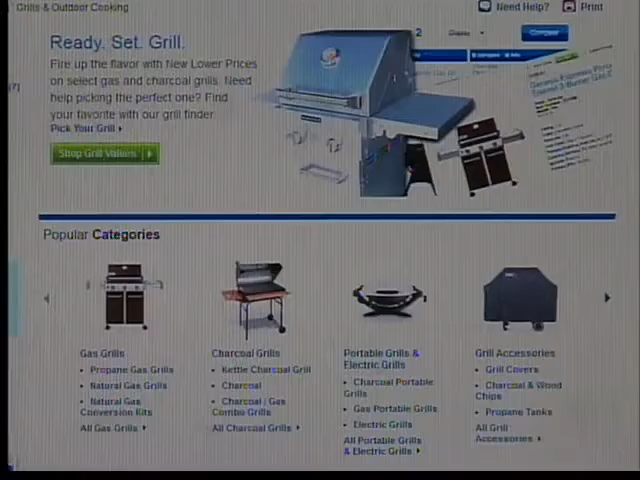 Grills & Outdoor Cooking
Need Help?
Print
Ready. Set. Grill.
2
Compare
Fire up the flavor with New Lower Prices
on select gas and charcoal grills. Need
help picking the perfect one? Find
your favorite with our grill finder.
Pick Your Grill
Shop Grill Values
Popular Categories
Gas Grills
Propane Gas Grills
Natural Gas Grills
Natural Gas
Conversion Kits
All Gas Grills
Charcoal Grills
Kettle Charcoal Grill
Charcoal
Charcoal / Gas
Combo Grills
All Charcoal Grills
Portable Grills &
Electric Grills
Charcoal Portable
Grills
Gas Portable Grills
Electric Grills
All Portable Grills
& Electric Grills
Grill Accessories
Grill Covers
Charcoal & Wood
Chips
Propane Tanks
All Grill
Accessories